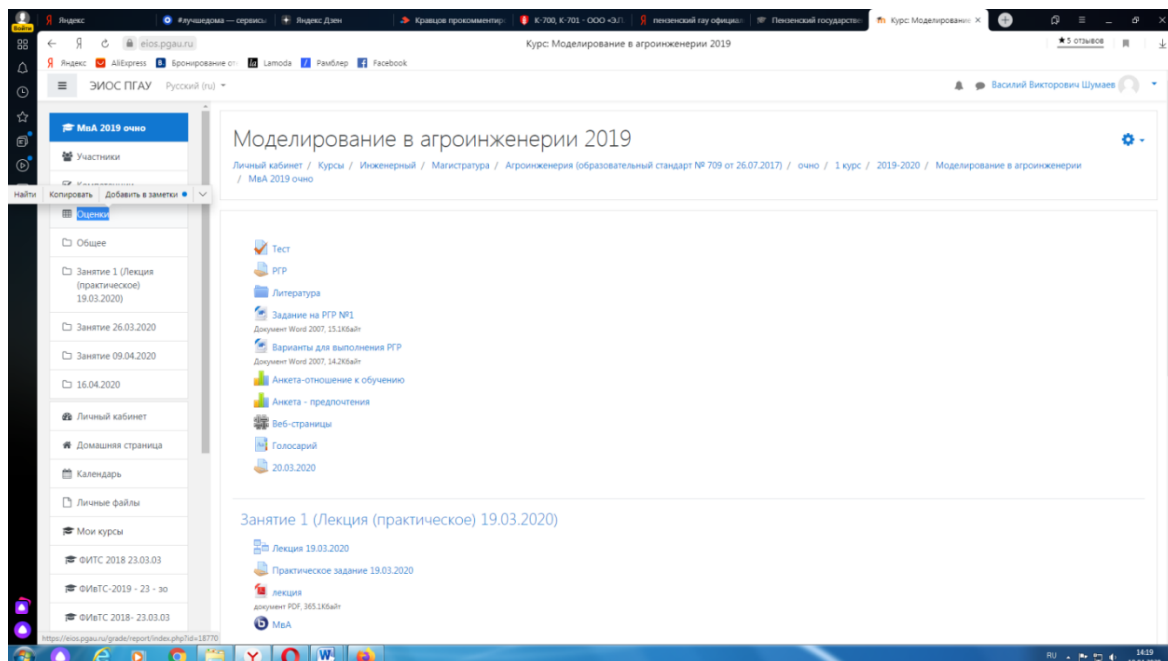 Войти
Яндекс
#лучшедома — сервисы
Яндекс.Дзен
Кравцов прокомментир
К-700, К-701 - ООО «ЭЛ
пензенский гау официал
Пензенский государстве
Курс: Моделирование
eios.pgau.ru
Курс: Моделирование в агроинженерии 2019
★ 5 отзывов
Яндекс
AliExpress
Бронирование от
Lamoda
Рамблер
Facebook
ЭИОС ПГАУ Русский (ru)
Василий Викторович Шумаев
МвА 2019 очно
Участники
Найти Копировать Добавить в заметки
Оценки
Общее
Занятие 1 (Лекция
(практическое)
19.03.2020)
Занятие 26.03.2020
Занятие 09.04.2020
16.04.2020
Личный кабинет
Домашняя страница
Календарь
Личные файлы
Мои курсы
ФИТС 2018 23.03.03
ФИвТС-2019 - 23 - зо
ФИвТС 2018- 23.03.03
https://eios.pgau.ru/grade/report/index.php?id=18770
Моделирование в агроинженерии 2019
Личный кабинет / Курсы / Инженерный / Магистратура / Агроинженерия (образовательный стандарт № 709 от 26.07.2017) / очно / 1 курс / 2019-2020 / Моделирование в агроинженерии
/ МвА 2019 очно
Тест
РГР
Литература
Задание на РГР №1
Документ Word 2007, 15.1Кбайт
Варианты для выполнения РГР
Документ Word 2007, 14.2Кбайт
Анкета-отношение к обучению
Анкета - предпочтения
Веб-страницы
Голосарий
20.03.2020
Занятие 1 (Лекция (практическое) 19.03.2020)
Лекция 19.03.2020
Практическое задание 19.03.2020
лекция
документ PDF, 365.1Кбайт
МвА
RU
14:19